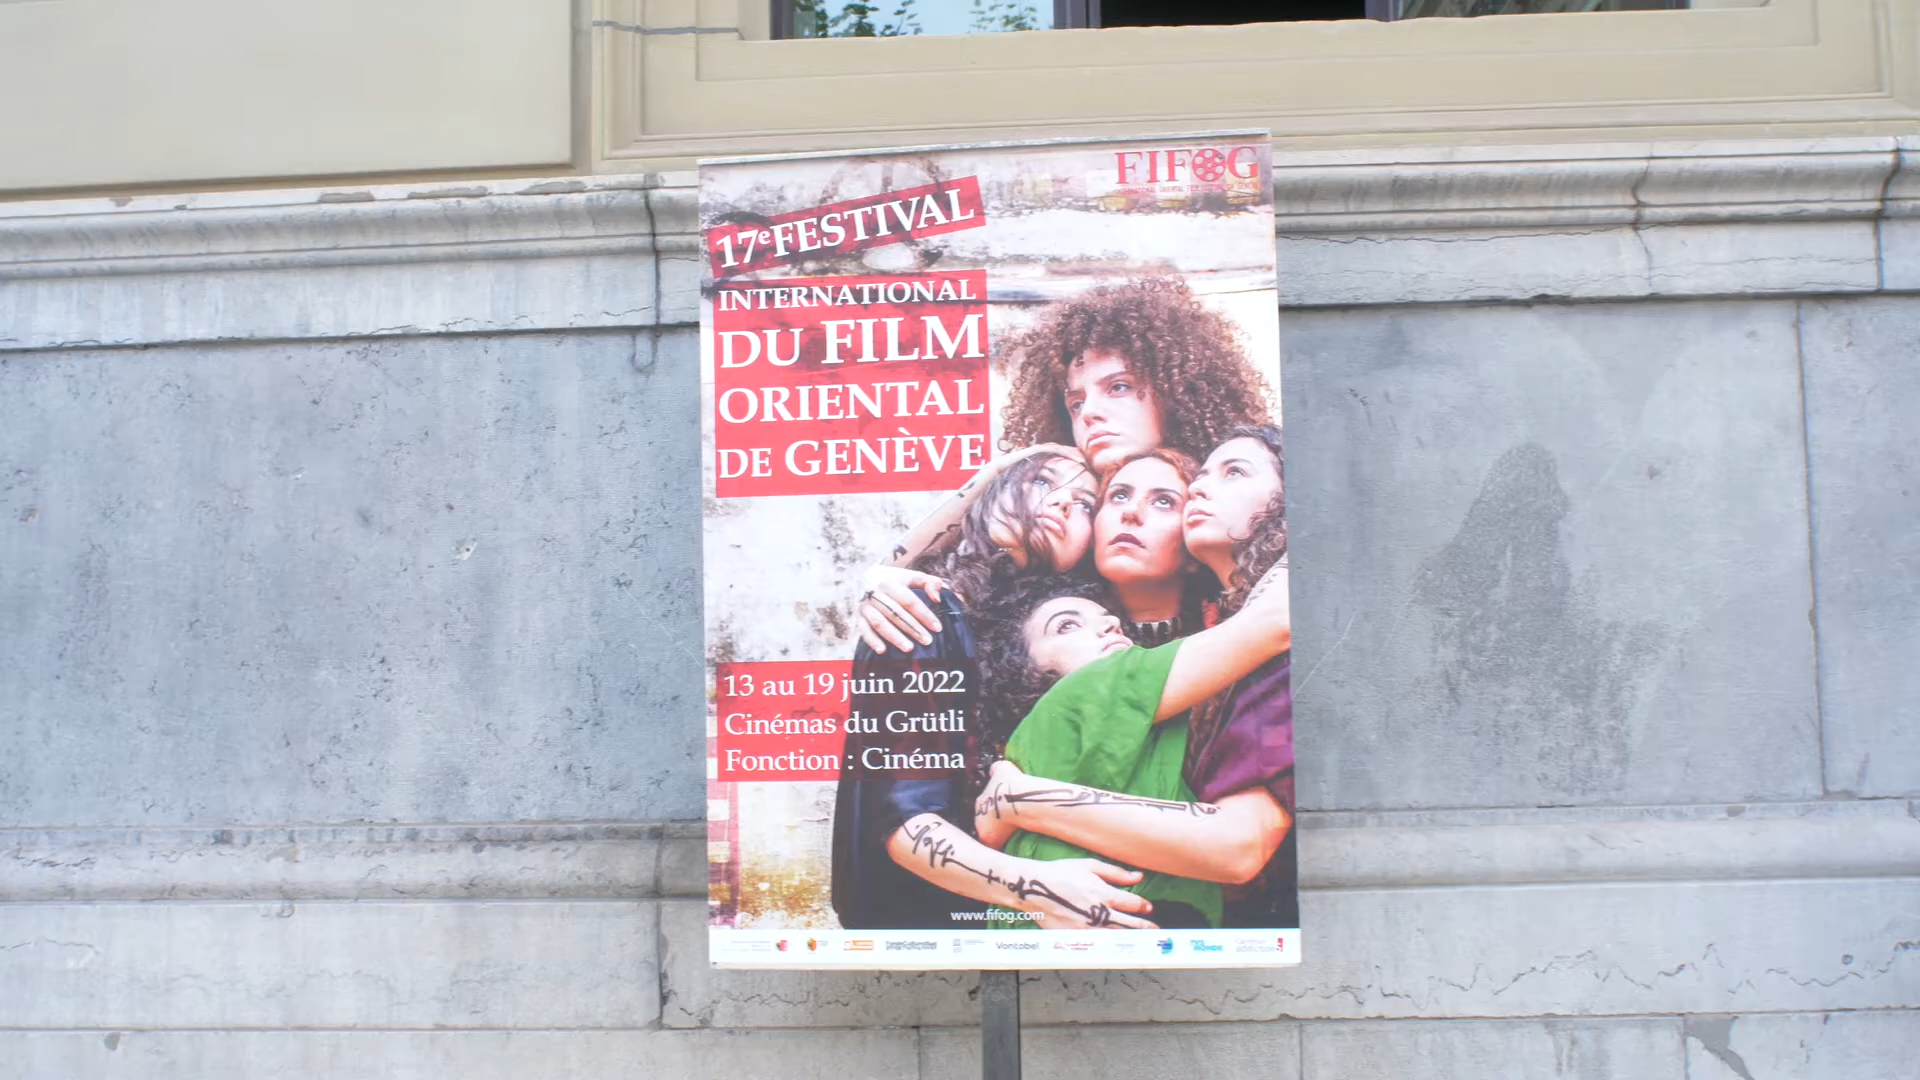 FIFOG
17e FESTIVAL
INTERNATIONAL
DU FILM
ORIENTAL
DE GENÈVE
13 au 19 juin 2022
Cinémas du Grütli
Fonction : Cinéma
www.fifog.com
Vontobel